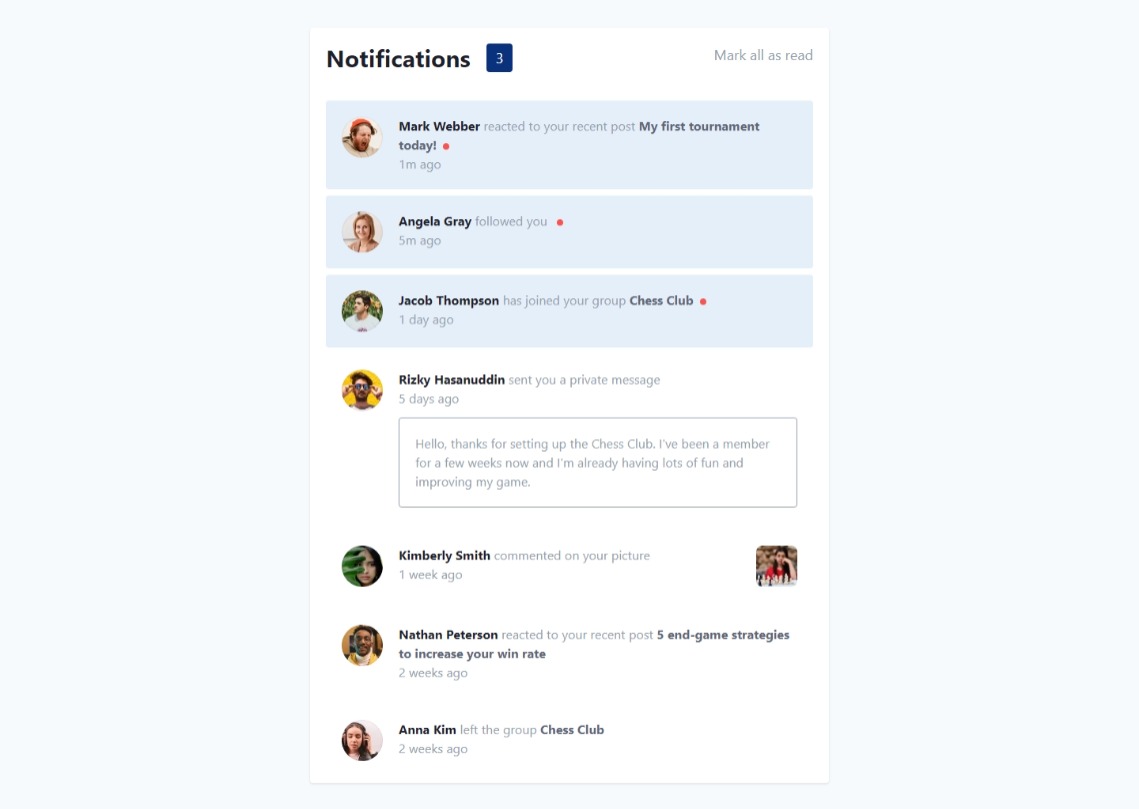 Notifications 3
Mark all as read
Mark Webber reacted to your recent post My first tournament
today!
1m ago
Angela Gray followed you
5m ago
Jacob Thompson has joined your group Chess Club
1 day ago
Rizky Hasanuddin sent you a private message
5 days ago
Hello, thanks for setting up the Chess Club. I've been a member
for a few weeks now and I'm already having lots of fun and
improving my game.
Kimberly Smith commented on your picture
1 week ago
Nathan Peterson reacted to your recent post 5 end-game strategies
to increase your win rate
2 weeks ago
Anna Kim left the group Chess Club
2 weeks ago